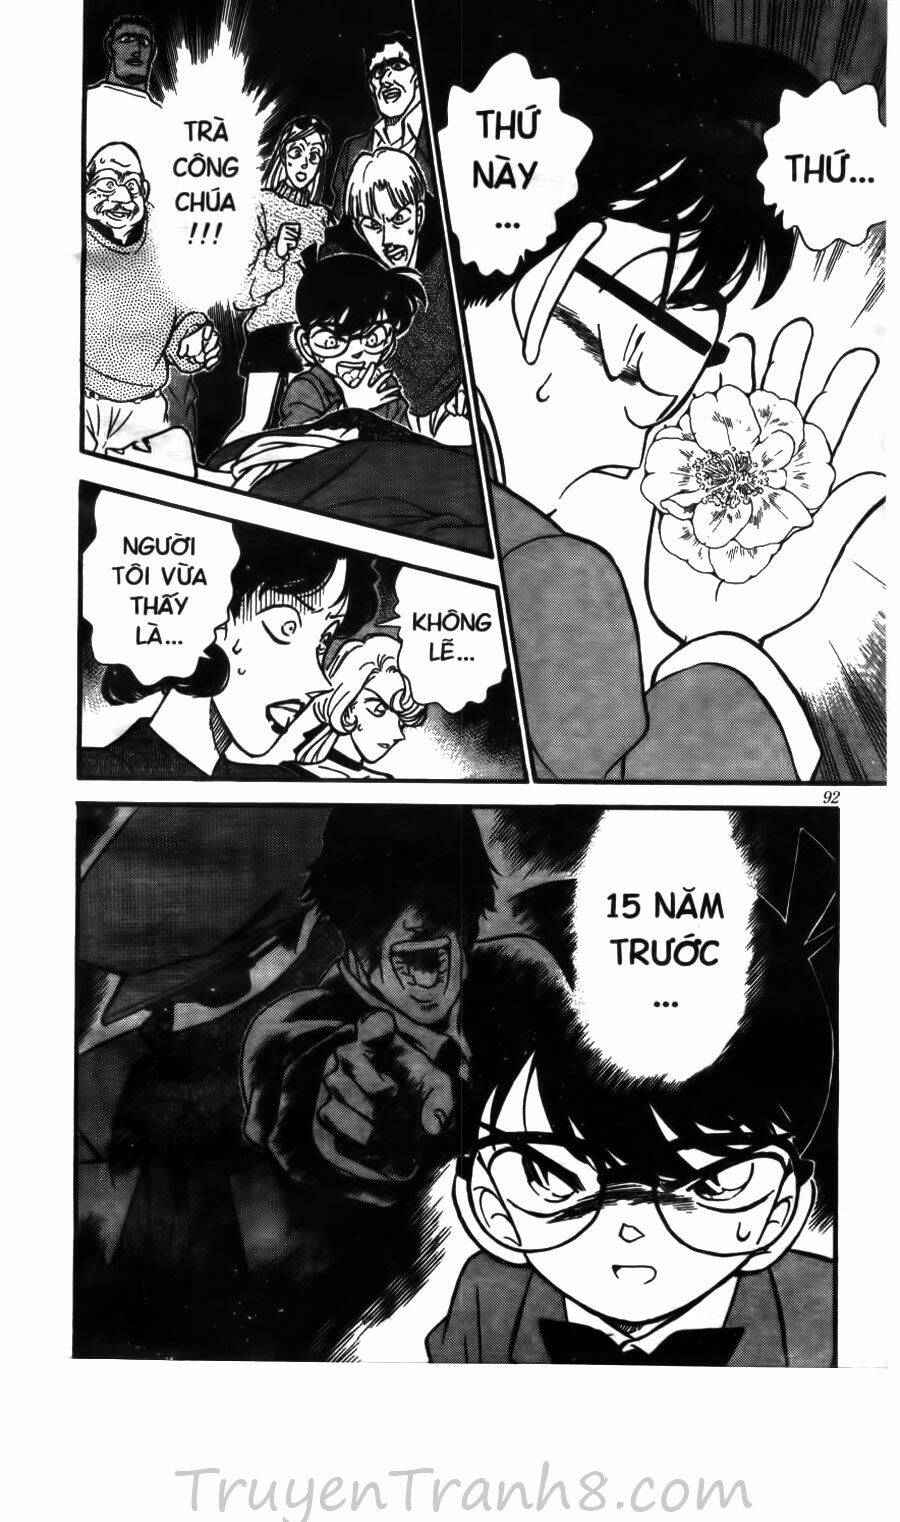 THỨ...
THỨ
NÀY
...
TRÀ
CÔNG
CHÚA
!!!
KHÔNG
LẼ...
NGƯỜI
TÔI VỪA
THẤY
LÀ...
92
15 NĂM
TRƯỚC
...
TruyenTranh8.com